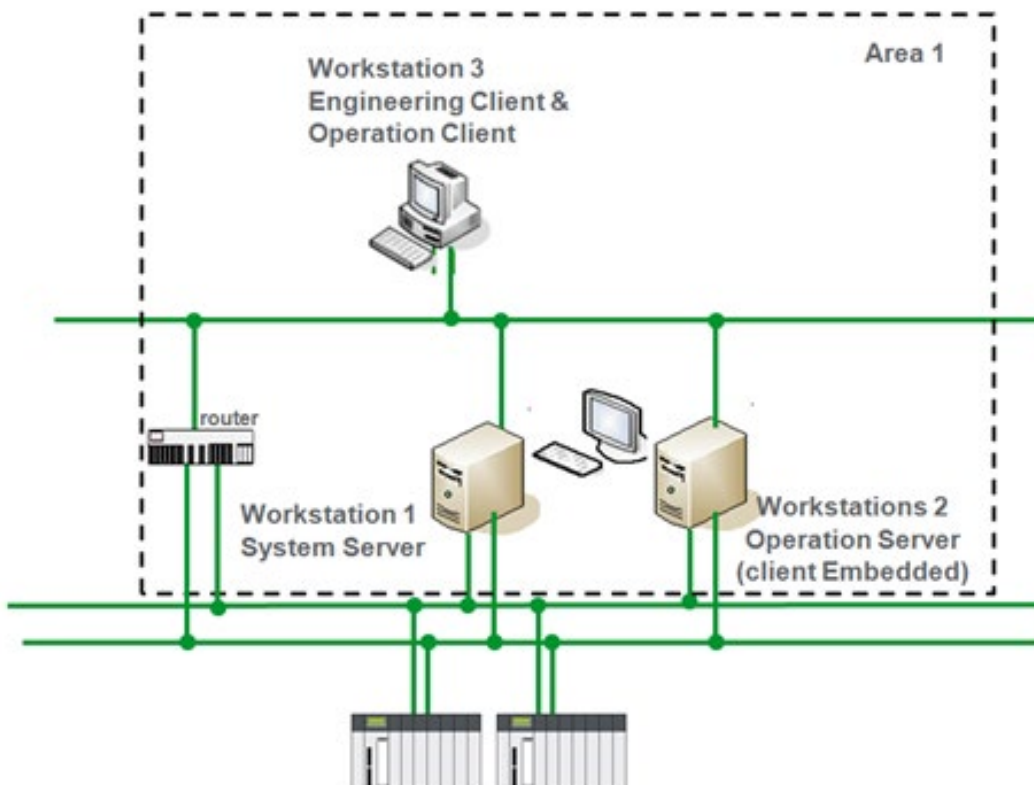 Area 1
Workstation 3
Engineering Client &
Operation Client
router
Workstation 1
System Server
Workstations 2
Operation Server
(client Embedded)